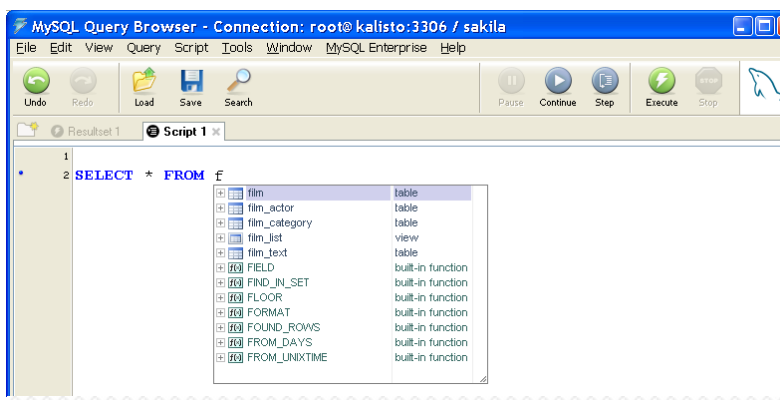 MySQL Query Browser - Connection: root@ kalisto:3306 / sakila
File Edit View Query Script Tools Window MySQL Enterprise Help
Undo Redo Load Save Search Pause Continue Step Execute Stop
Resultset 1 Script 1
1
2 SELECT * FROM f
film table
film_actor table
film_category table
film_list view
film_text table
f(x) FIELD built-in function
f(x) FIND_IN_SET built-in function
f(x) FLOOR built-in function
f(x) FORMAT built-in function
f(x) FOUND_ROWS built-in function
f(x) FROM_DAYS built-in function
f(x) FROM_UNIXTIME built-in function